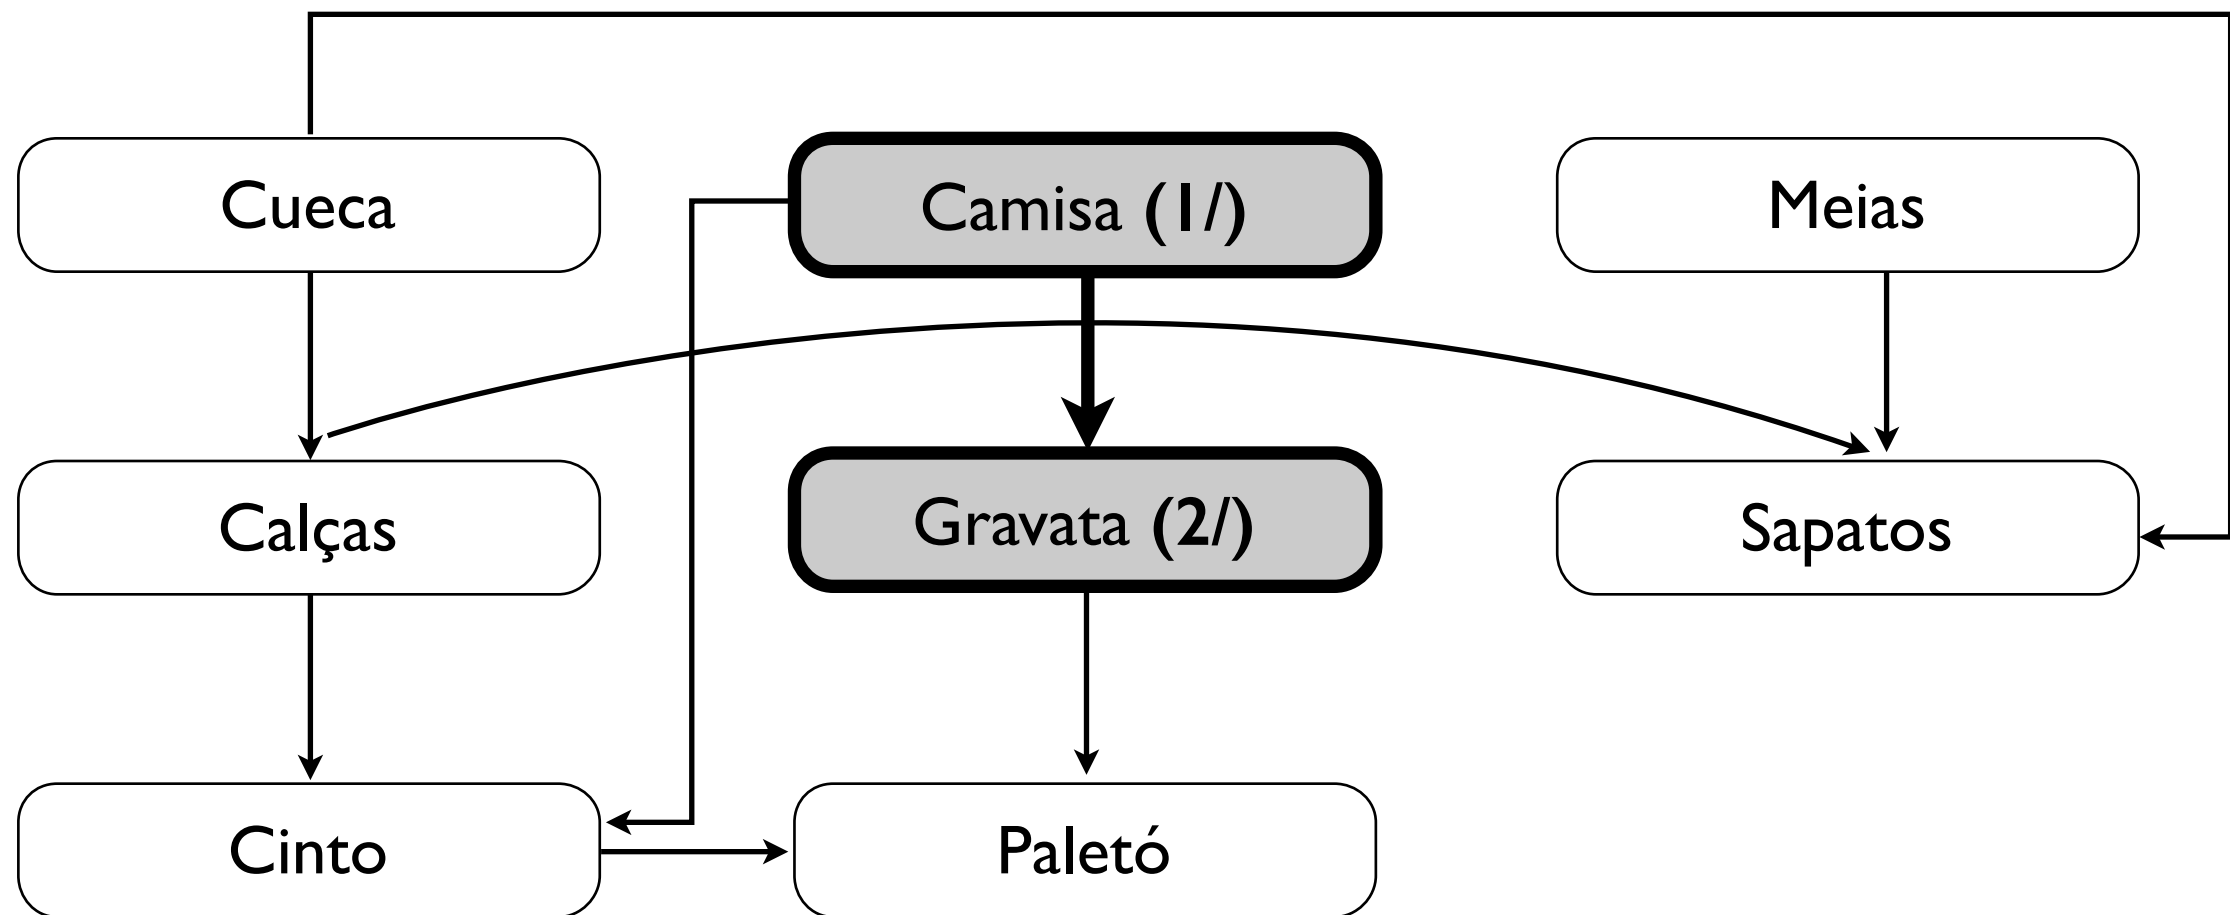 Cueca
Camisa (1/)
Meias
Calças
Gravata (2/)
Sapatos
Cinto
Paletó